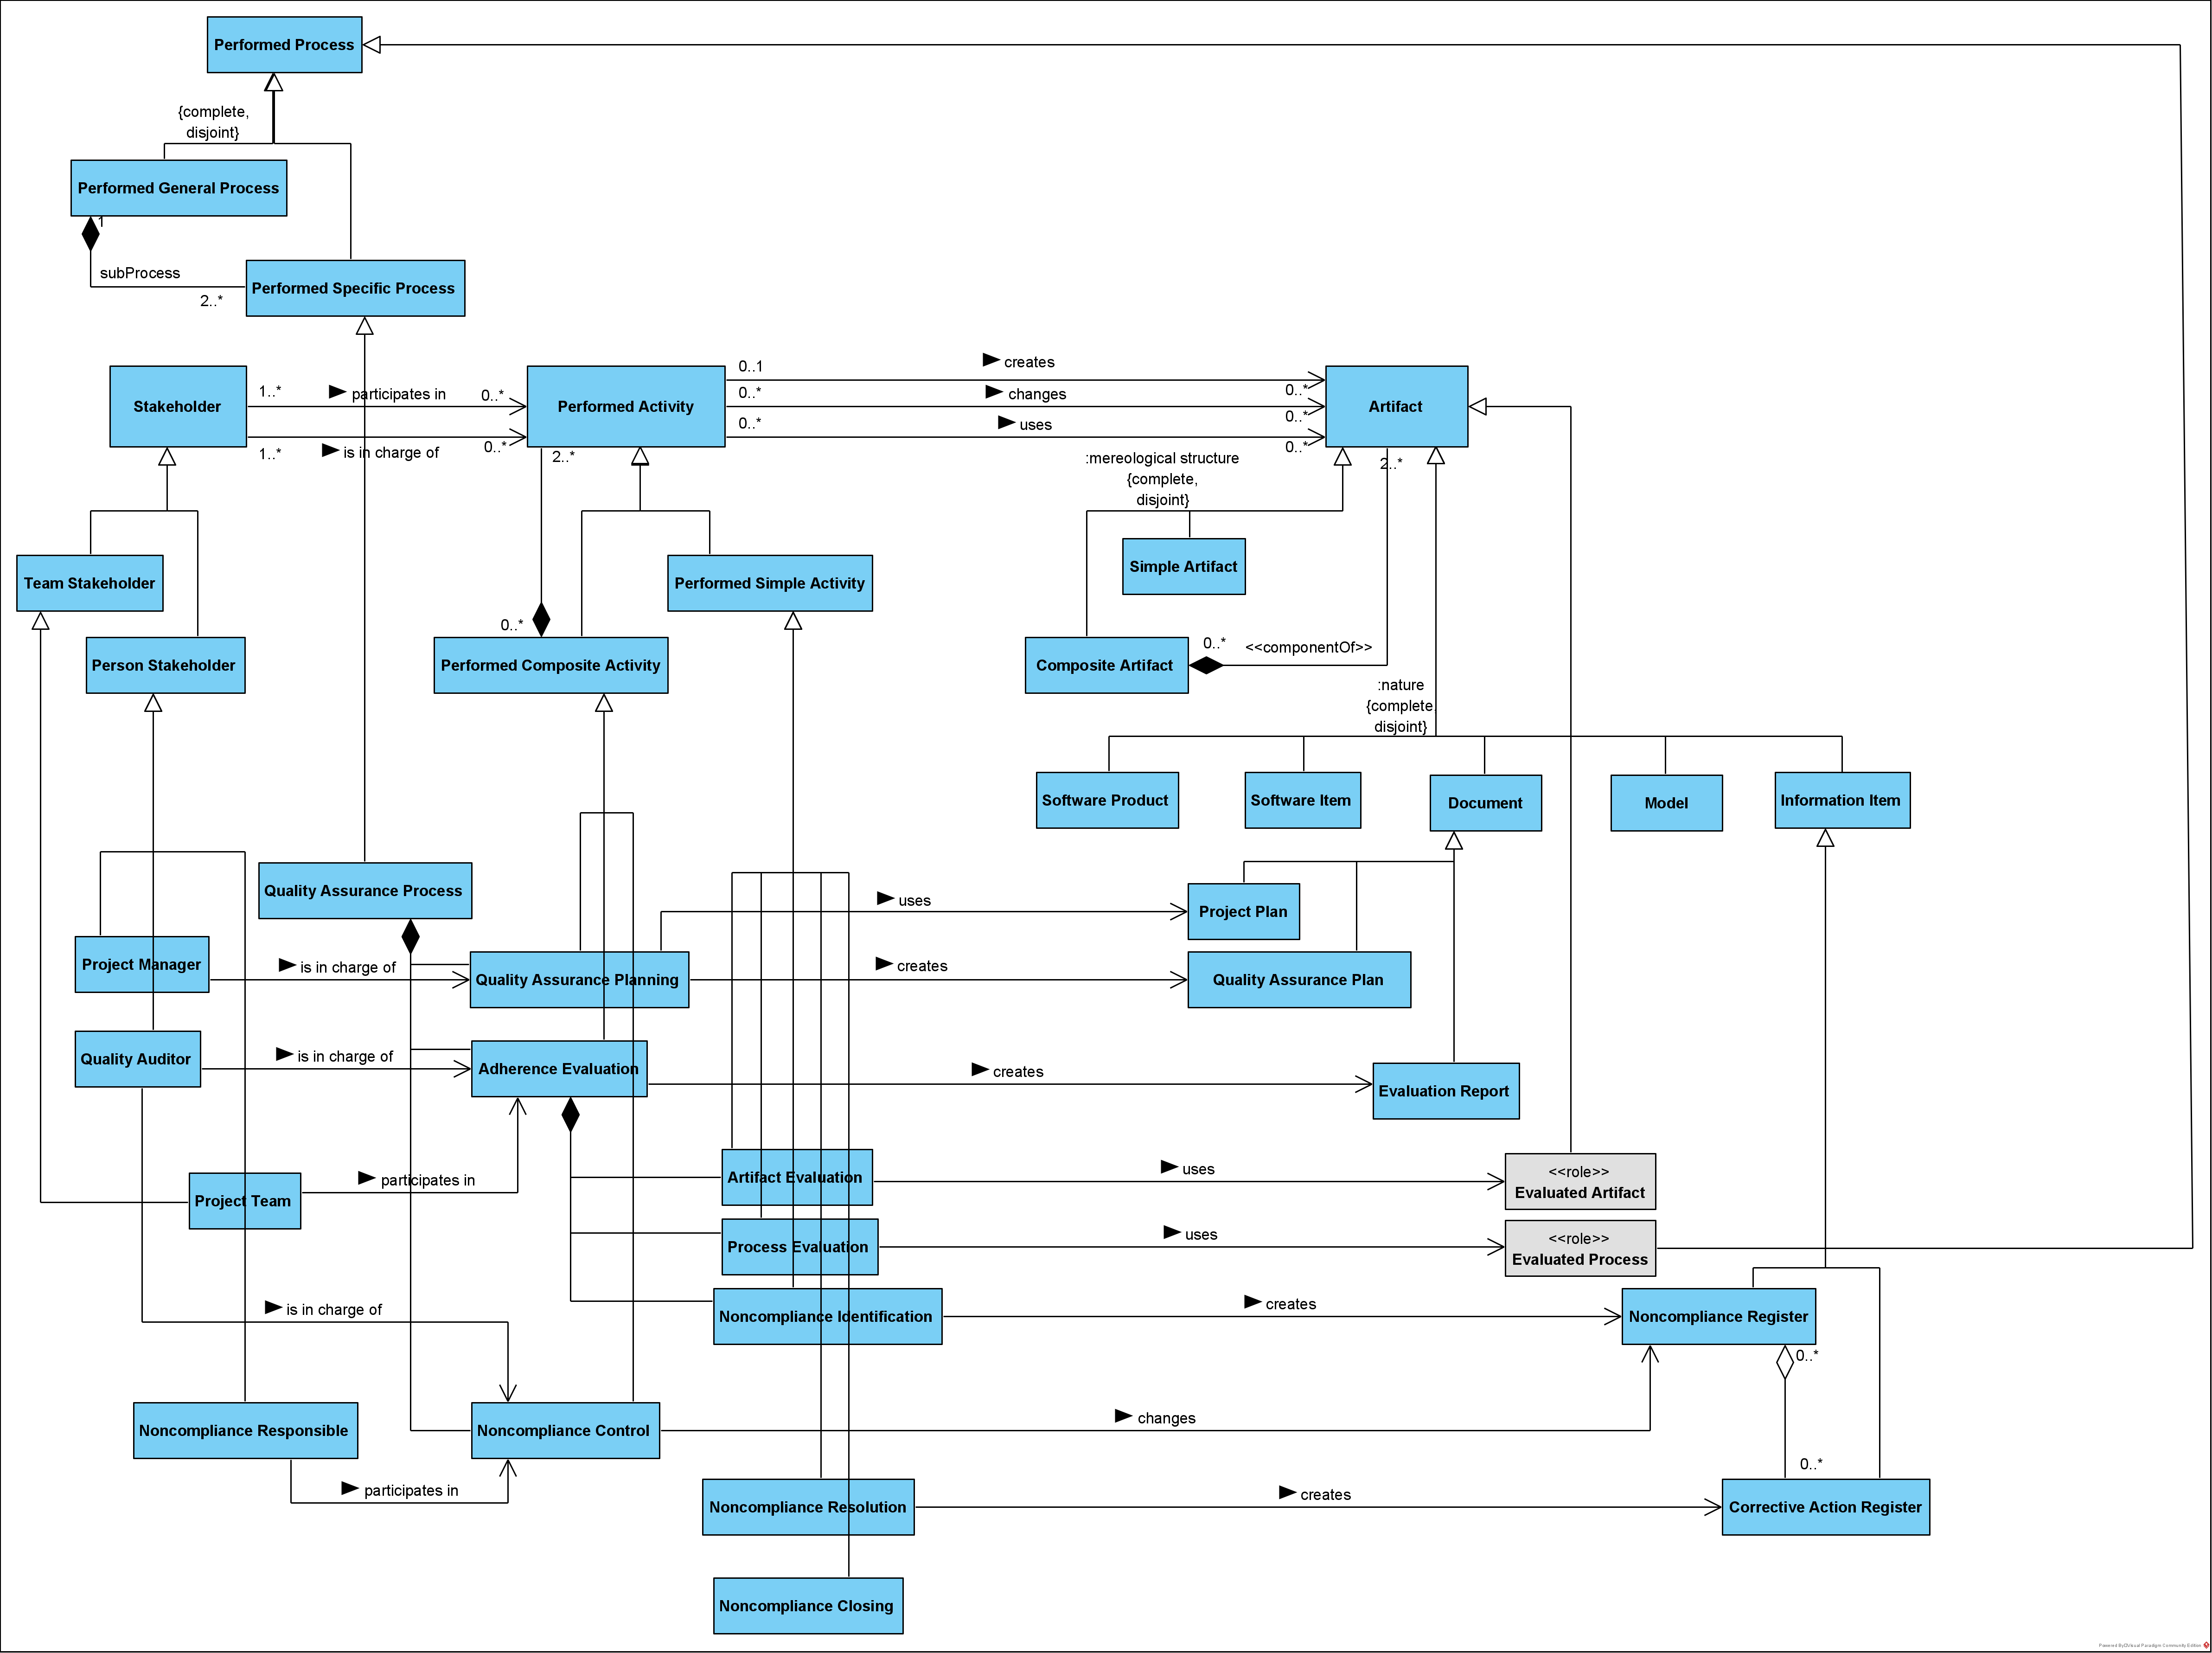 Performed Process
{complete,
disjoint}
Performed General Process
1
subProcess
2..*
Performed Specific Process
Stakeholder
1..*
participates in
0..*
1..*
is in charge of
0..*
Performed Activity
0..1
creates
0..*
0..*
changes
0..*
0..*
uses
0..*
Artifact
2..*
:mereological structure
{complete,
disjoint}
2..*
Team Stakeholder
Person Stakeholder
0..*
Performed Composite Activity
Performed Simple Activity
Simple Artifact
Composite Artifact
0..*
<<componentOf>>
:nature
{complete,
disjoint}
Software Product
Software Item
Document
Model
Information Item
Quality Assurance Process
uses
Project Plan
Project Manager
is in charge of
Quality Assurance Planning
creates
Quality Assurance Plan
Quality Auditor
is in charge of
Adherence Evaluation
creates
Evaluation Report
Project Team
participates in
Artifact Evaluation
uses
<<role>>
Evaluated Artifact
Process Evaluation
uses
<<role>>
Evaluated Process
is in charge of
Noncompliance Identification
creates
Noncompliance Register
0..*
Noncompliance Responsible
Noncompliance Control
changes
participates in
0..*
Noncompliance Resolution
creates
Corrective Action Register
Noncompliance Closing
Powered By Visual Paradigm Community Edition